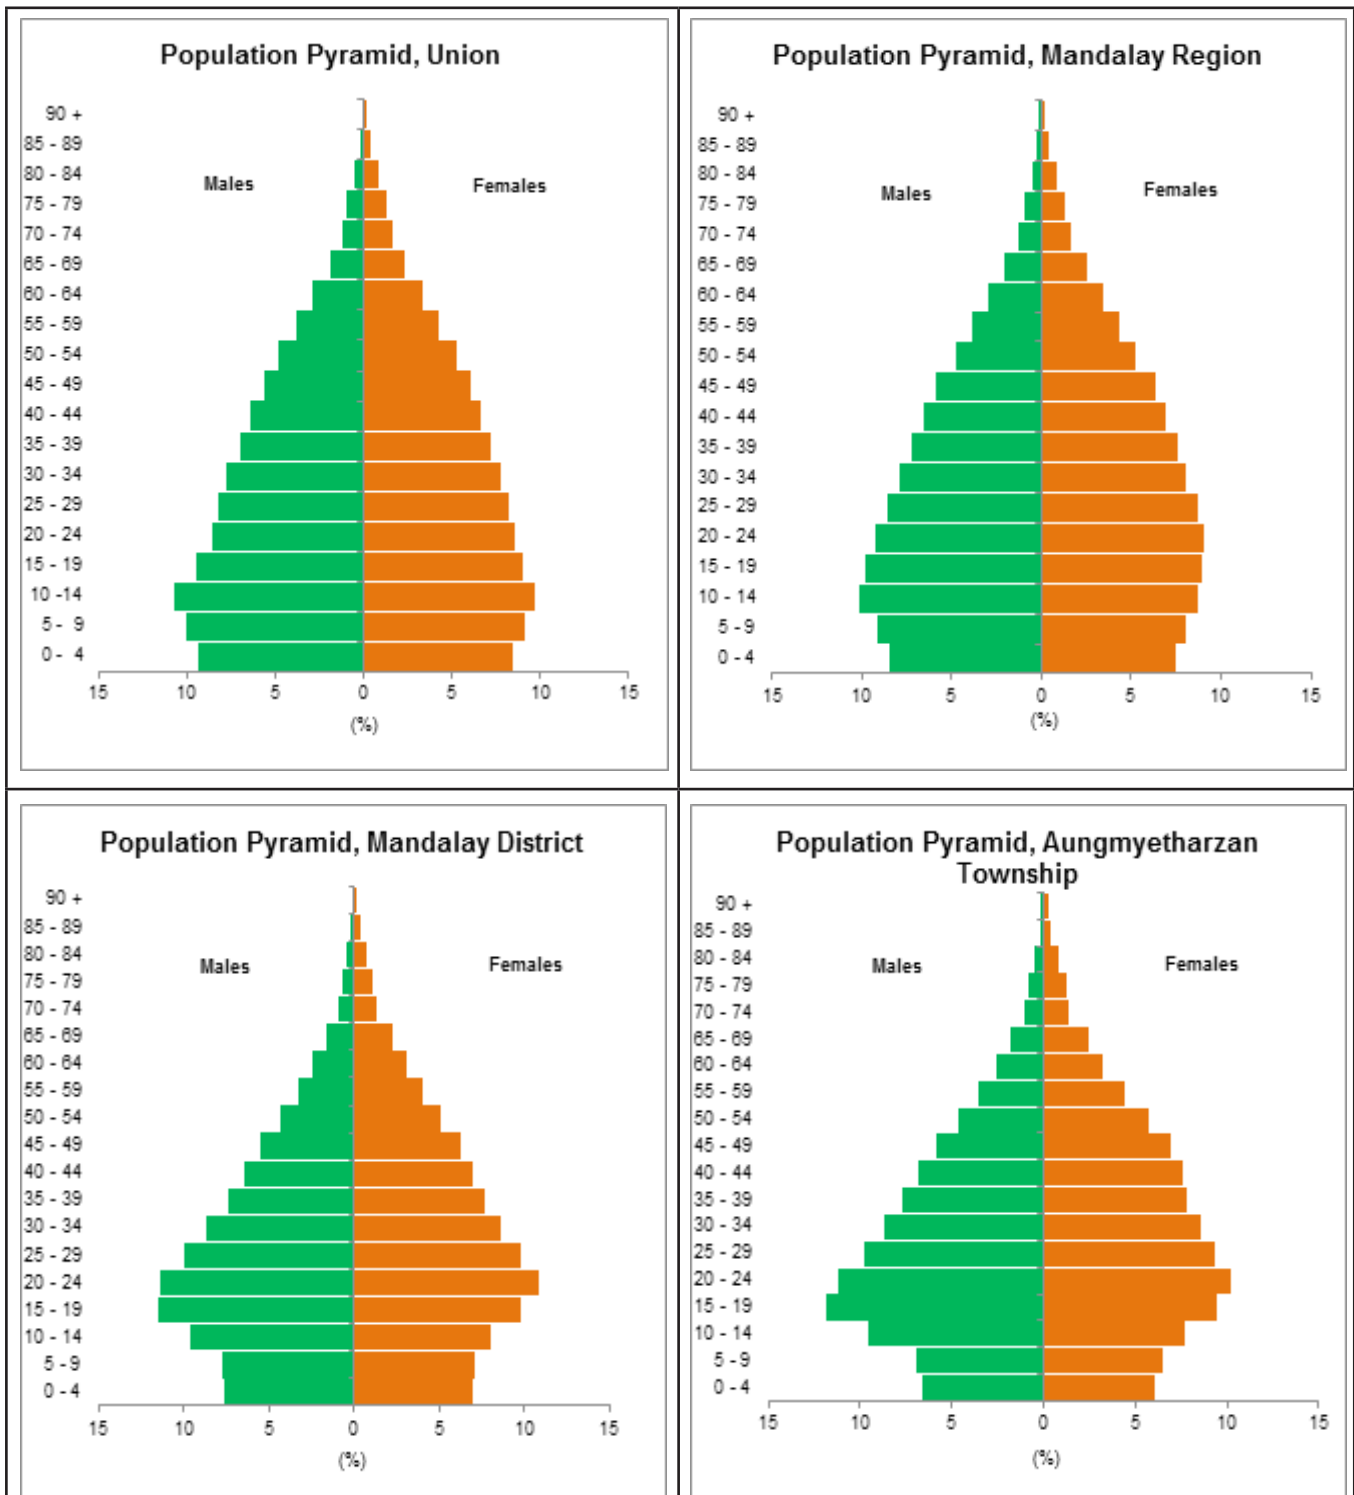 Population Pyramid, Union
90 +
85 - 89
80 - 84
Males
Females
75 - 79
70 - 74
65 - 69
60 - 64
55 - 59
50 - 54
45 - 49
40 - 44
35 - 39
30 - 34
25 - 29
20 - 24
15 - 19
10 -14
5 - 9
0 - 4
15 10 5 0 5 10 15
(%)
Population Pyramid, Mandalay Region
90 +
85 - 89
80 - 84
Males
Females
75 - 79
70 - 74
65 - 69
60 - 64
55 - 59
50 - 54
45 - 49
40 - 44
35 - 39
30 - 34
25 - 29
20 - 24
15 - 19
10 - 14
5 - 9
0 - 4
15 10 5 0 5 10 15
(%)
Population Pyramid, Mandalay District
90 +
85 - 89
80 - 84
Males
Females
75 - 79
70 - 74
65 - 69
60 - 64
55 - 59
50 - 54
45 - 49
40 - 44
35 - 39
30 - 34
25 - 29
20 - 24
15 - 19
10 - 14
5 - 9
0 - 4
15 10 5 0 5 10 15
(%)
Population Pyramid, Aungmyetharzan
Township
90 +
85 - 89
80 - 84
Males
Females
75 - 79
70 - 74
65 - 69
60 - 64
55 - 59
50 - 54
45 - 49
40 - 44
35 - 39
30 - 34
25 - 29
20 - 24
15 - 19
10 - 14
5 - 9
0 - 4
15 10 5 0 5 10 15
(%)